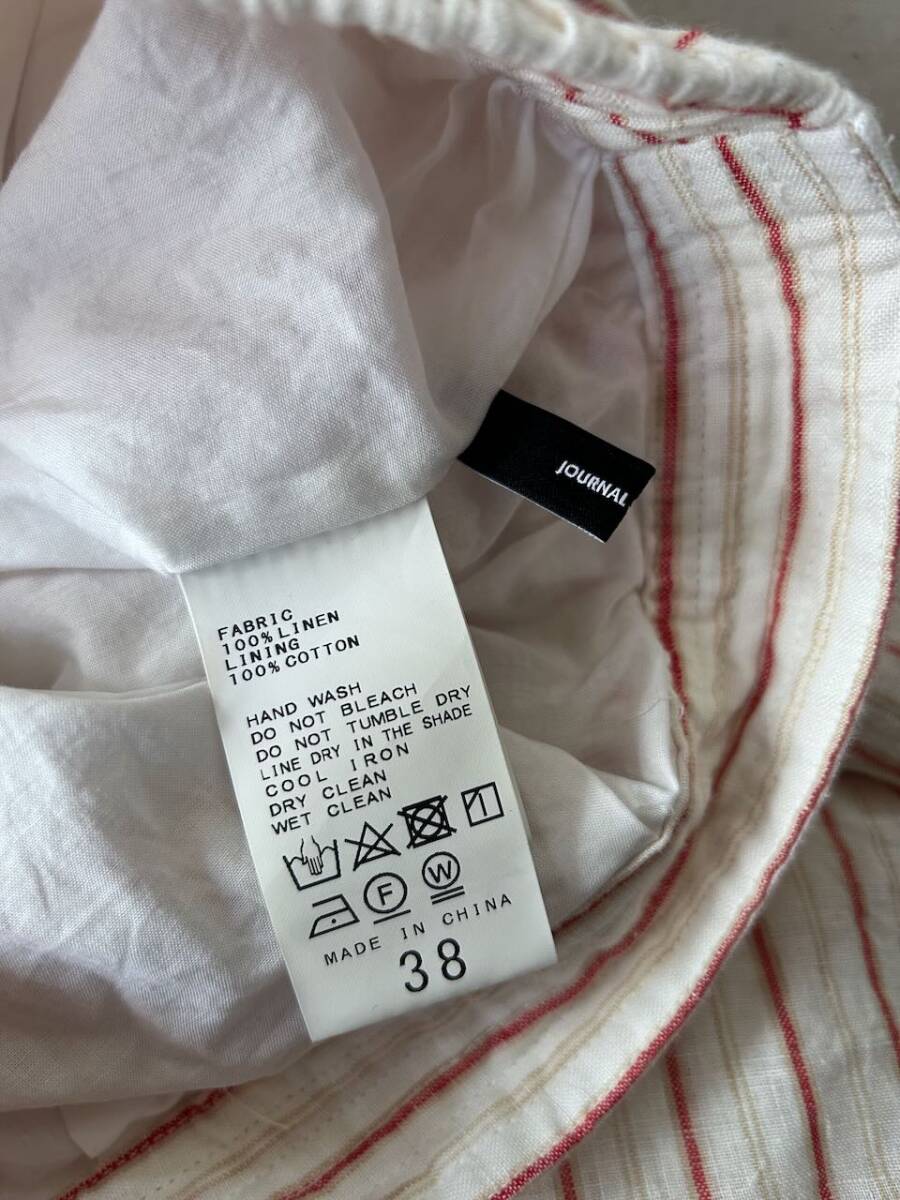 JOURNAL
FABRIC
100%LINEN
LINING
100%COTTON
HAND WASH
DO NOT BLEACH
DO NOT TUMBLE DRY
LINE DRY IN THE SHADE
COOL IRON
DRY CLEAN
WET CLEAN
F
W
MADE IN CHINA
38